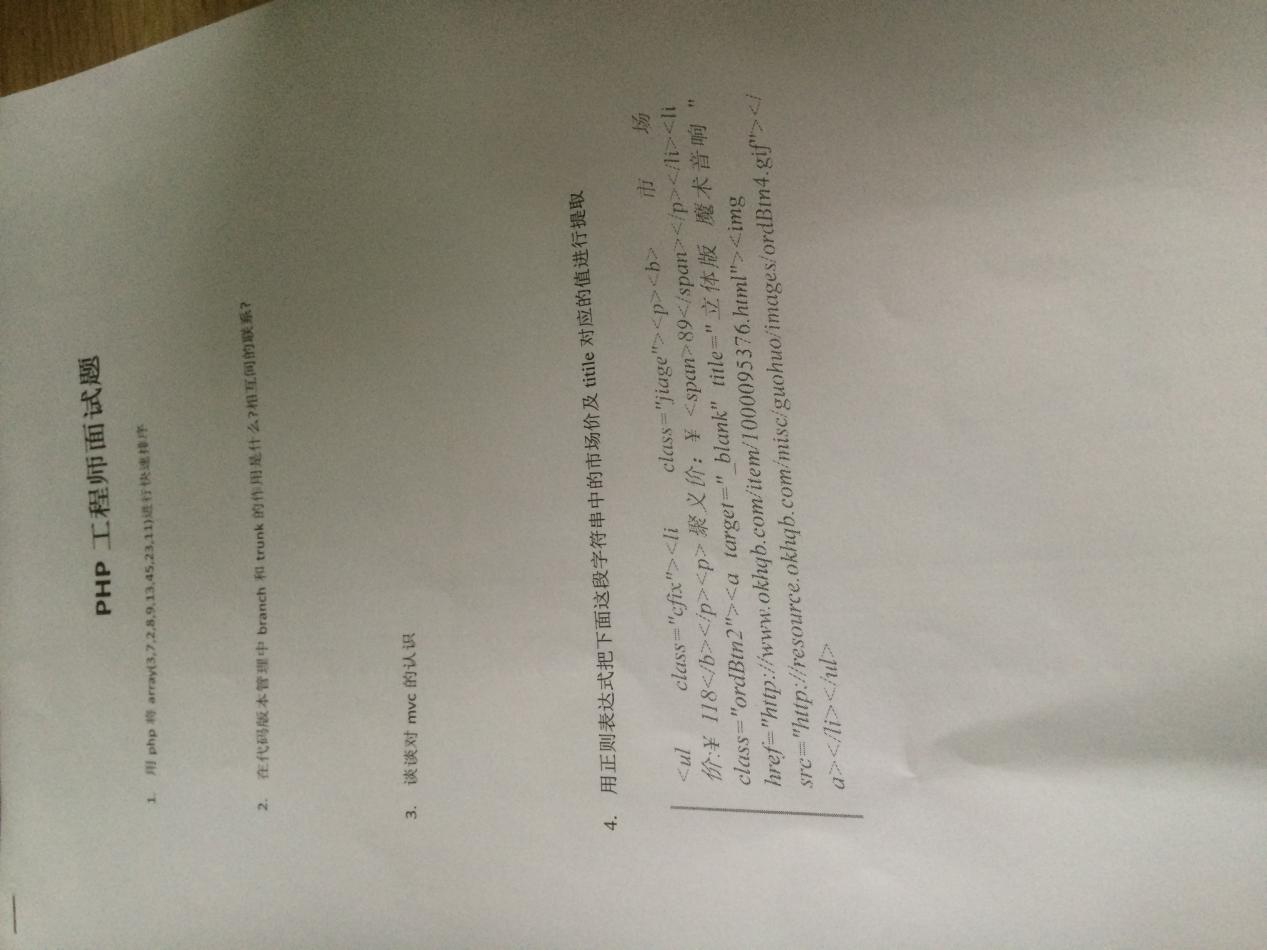 PHP 工程师面试题
1. 用 php 将 array(3,7,2,8,9,13,45,23,11)进行快速排序
2. 在代码版本管理中 branch 和 trunk 的作用是什么?相互间的联系?
3. 谈谈对 mvc 的认识
4. 用正则表达式把下面这段字符串中的市场价及 titile 对应的值进行提取
<ul class="cfix"><li class="jiage"><p><b> 市 场
价:¥ 118</b></p><p>聚义价: ¥ <span>89</span></p></li><li
class="ordBtn2"><a target="_blank" title="立体版 魔术音响 "
href="http://www.okhqb.com/item/1000095376.html"><img
src="http://resource.okhqb.com/misc/guohuo/images/ordBtn4.gif"></
a></li></ul>